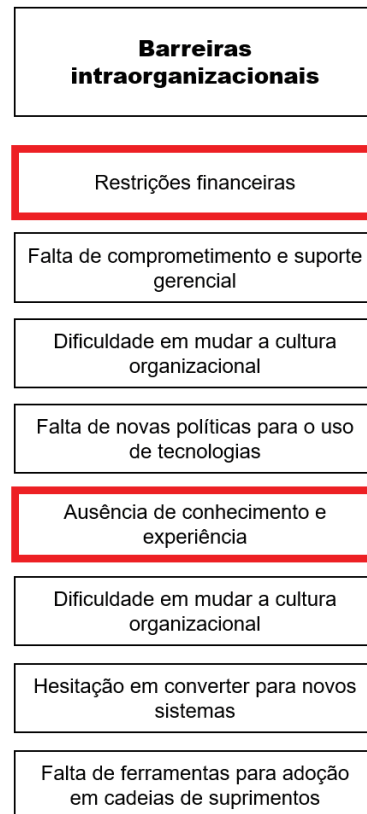 Barreiras
intraorganizacionais
Restrições financeiras
Falta de comprometimento e suporte
gerencial
Dificuldade em mudar a cultura
organizacional
Falta de novas políticas para o uso
de tecnologias
Ausência de conhecimento e
experiência
Dificuldade em mudar a cultura
organizacional
Hesitação em converter para novos
sistemas
Falta de ferramentas para adoção
em cadeias de suprimentos